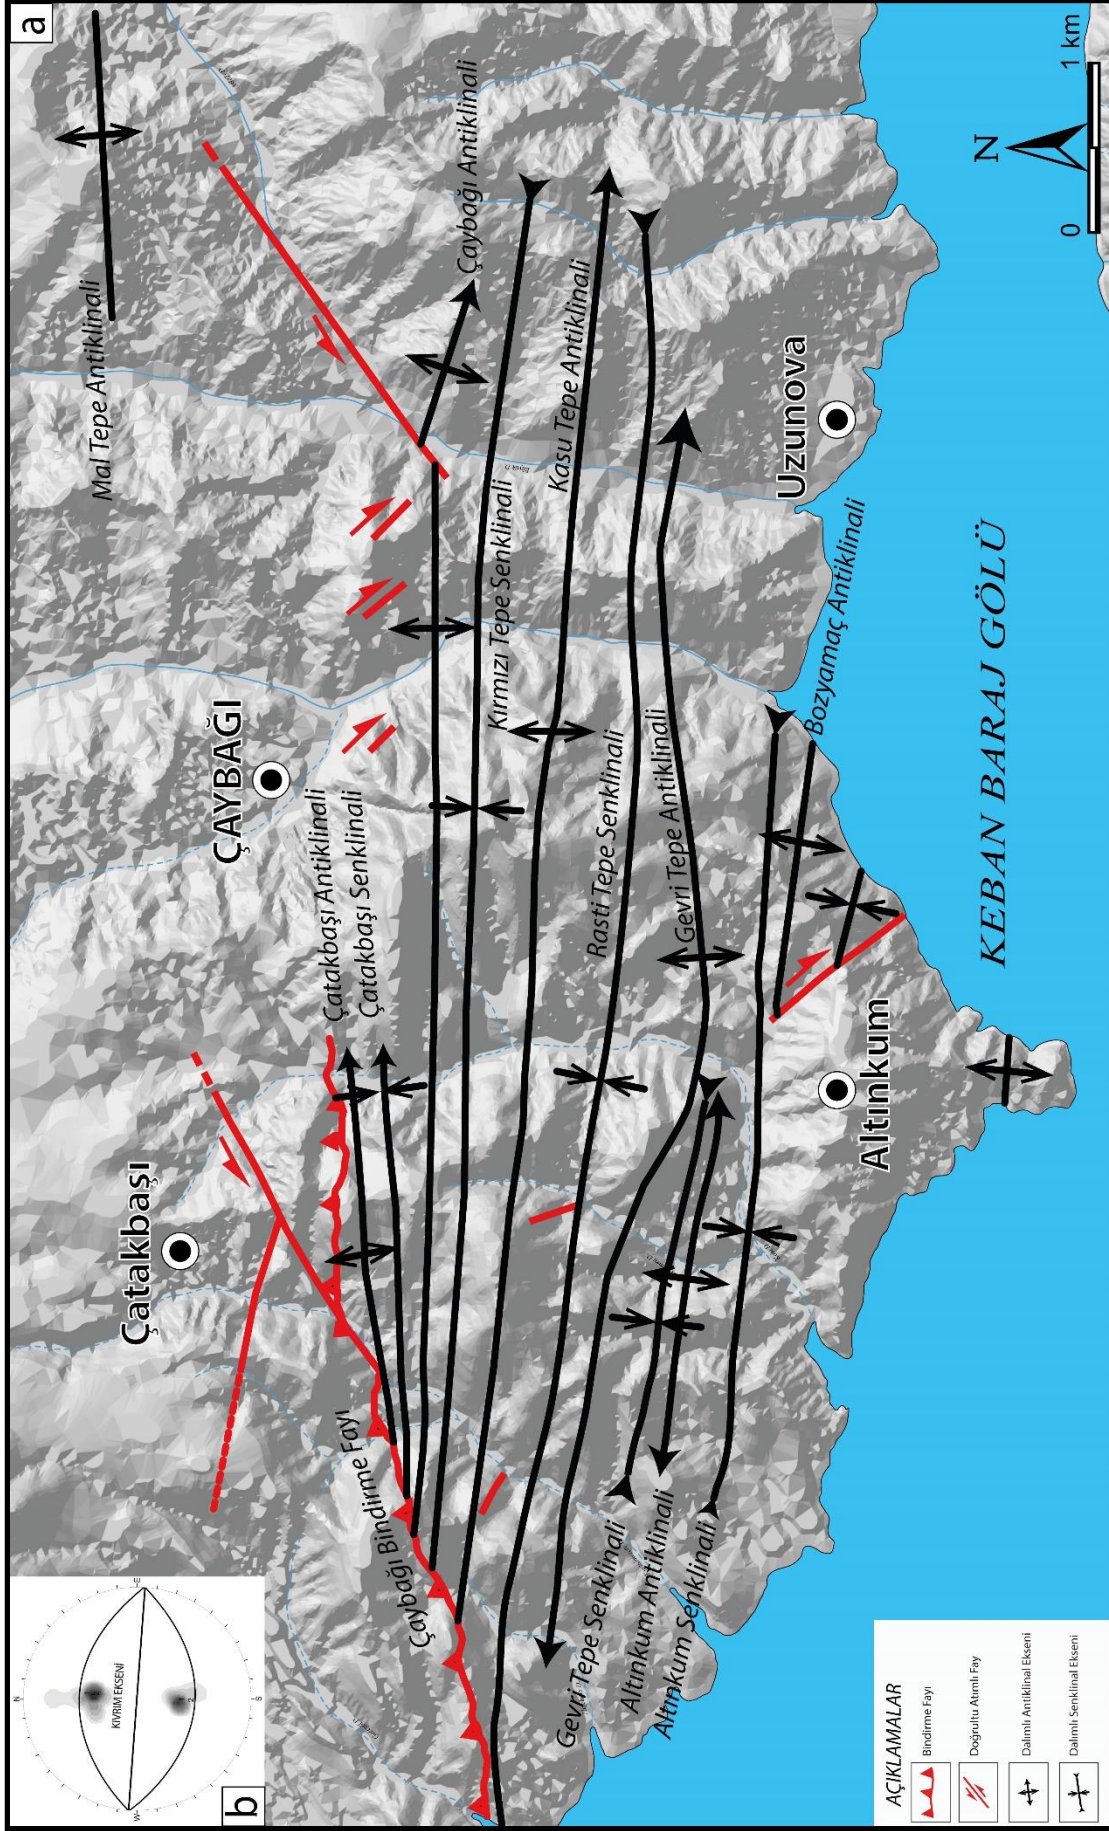 a
Mal Tepe Antiklinali
ÇAYBAĞI
Çatakbaşı
Çaybağı Antiklinali
Çatakbaşı Antiklinali
Çatakbaşı Senklinali
Kırmızı Tepe Senklinali
Kasu Tepe Antiklinali
Çaybağı Bindirme Fayı
Rasti Tepe Senklinali
Gevri Tepe Antiklinali
Gevri Tepe Senklinali
Altınkum Antiklinali
Altınkum Senklinali
Bozyamaç Antiklinali
Uzunova
Altınkum
KEBAN BARAJ GÖLÜ
N
0
1 km
b
N
E
S
W
KIVRIM EKSENİ
1
2
AÇIKLAMALAR
Bindirme Fayı
Doğrultu Atımlı Fay
Dalımlı Antiklinal Ekseni
Dalımlı Senklinal Ekseni